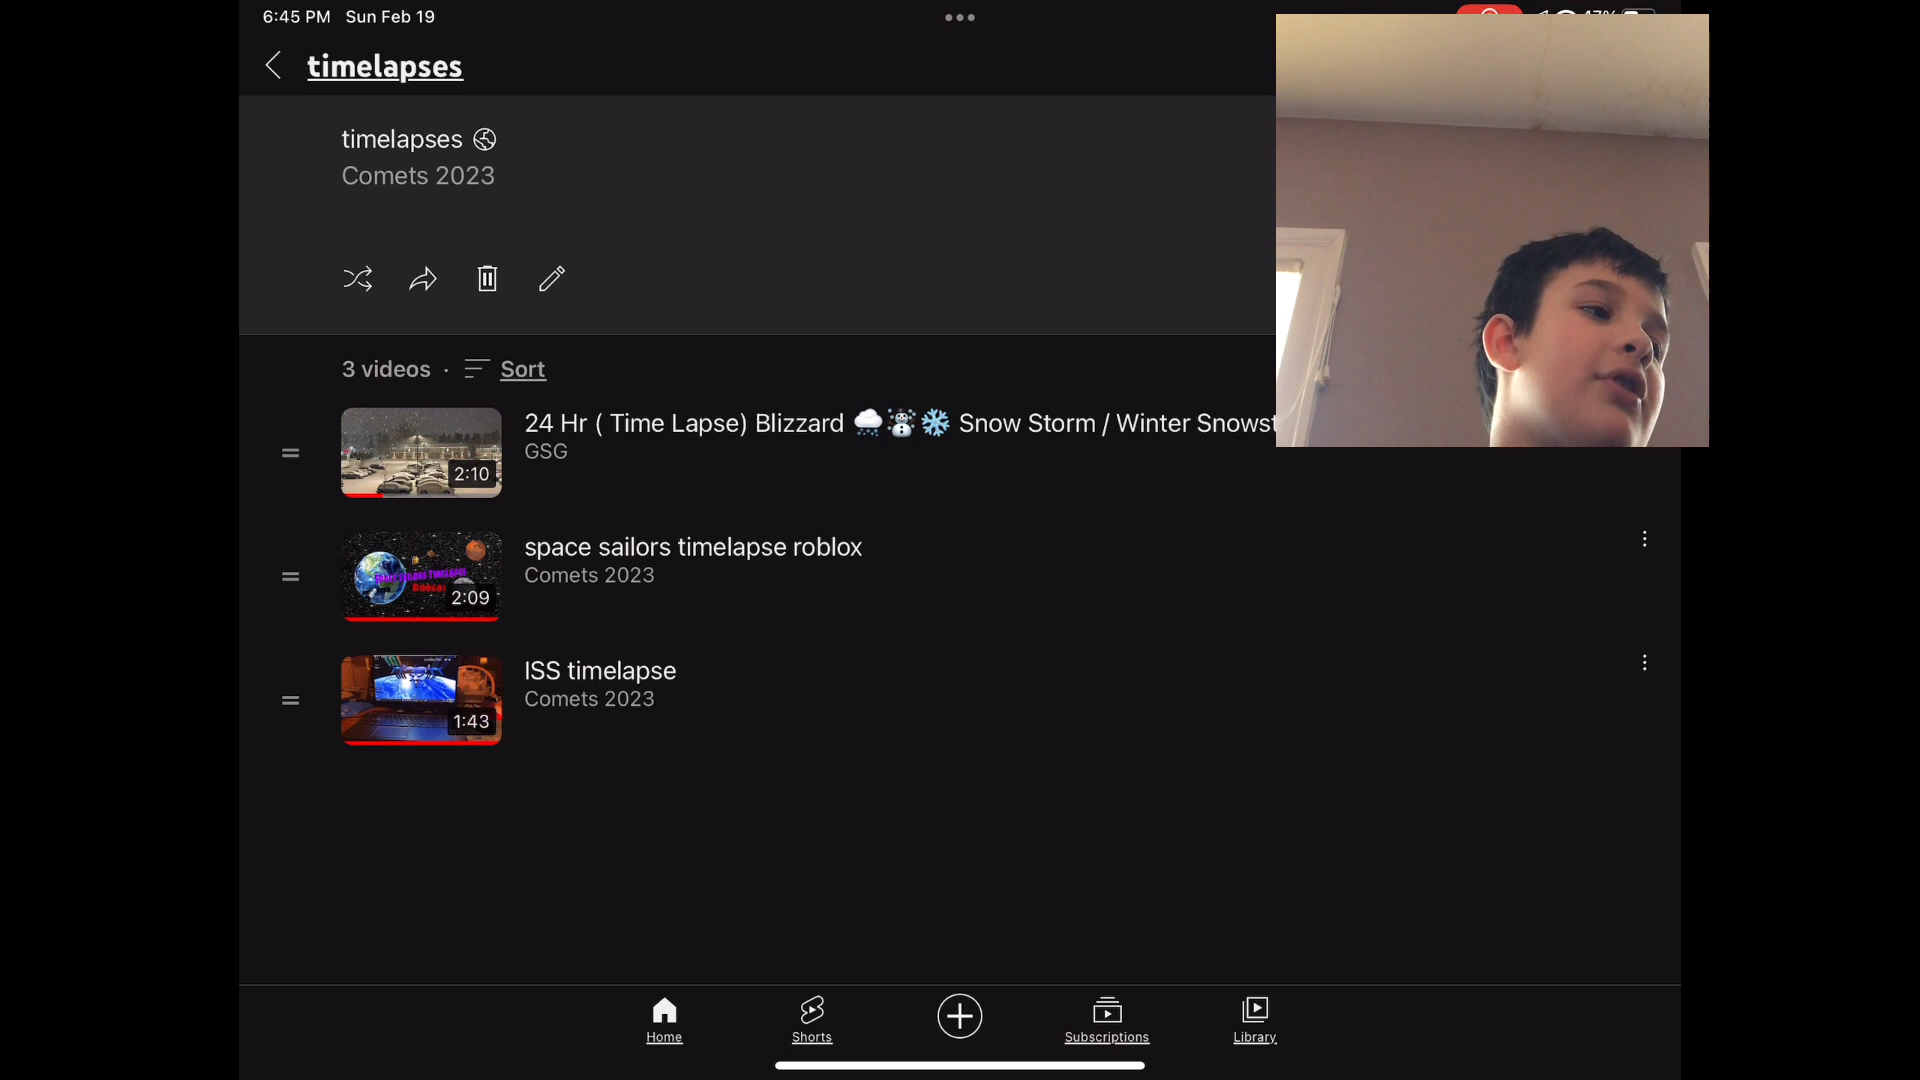 6:45 PM Sun Feb 19
timelapses
timelapses
Comets 2023
3 videos · Sort
24 Hr ( Time Lapse) Blizzard 🌨️☃️❄️ Snow Storm / Winter Snowst
GSG
2:10
space sailors timelapse roblox
Comets 2023
2:09
ISS timelapse
Comets 2023
1:43
Home Shorts Subscriptions Library